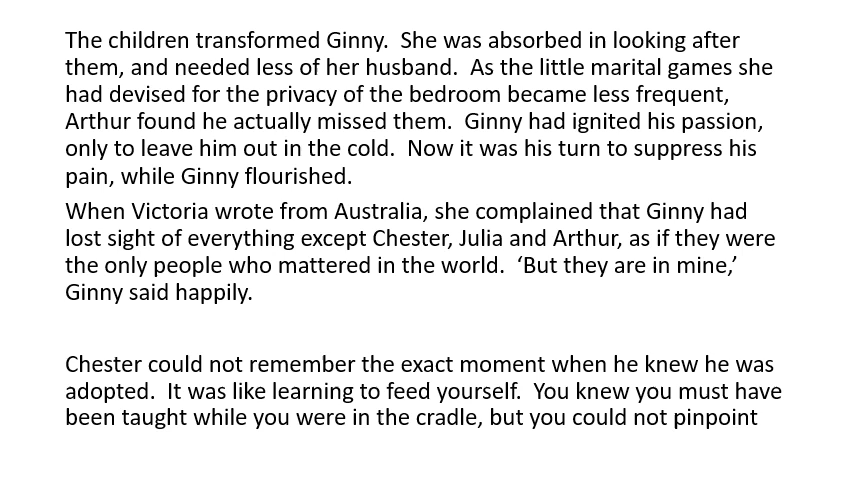 The children transformed Ginny.  She was absorbed in looking after
them, and needed less of her husband.  As the little marital games she
had devised for the privacy of the bedroom became less frequent,
Arthur found he actually missed them.  Ginny had ignited his passion,
only to leave him out in the cold.  Now it was his turn to suppress his
pain, while Ginny flourished.
When Victoria wrote from Australia, she complained that Ginny had
lost sight of everything except Chester, Julia and Arthur, as if they were
the only people who mattered in the world.  ‘But they are in mine,’
Ginny said happily.
Chester could not remember the exact moment when he knew he was
adopted.  It was like learning to feed yourself.  You knew you must have
been taught while you were in the cradle, but you could not pinpoint